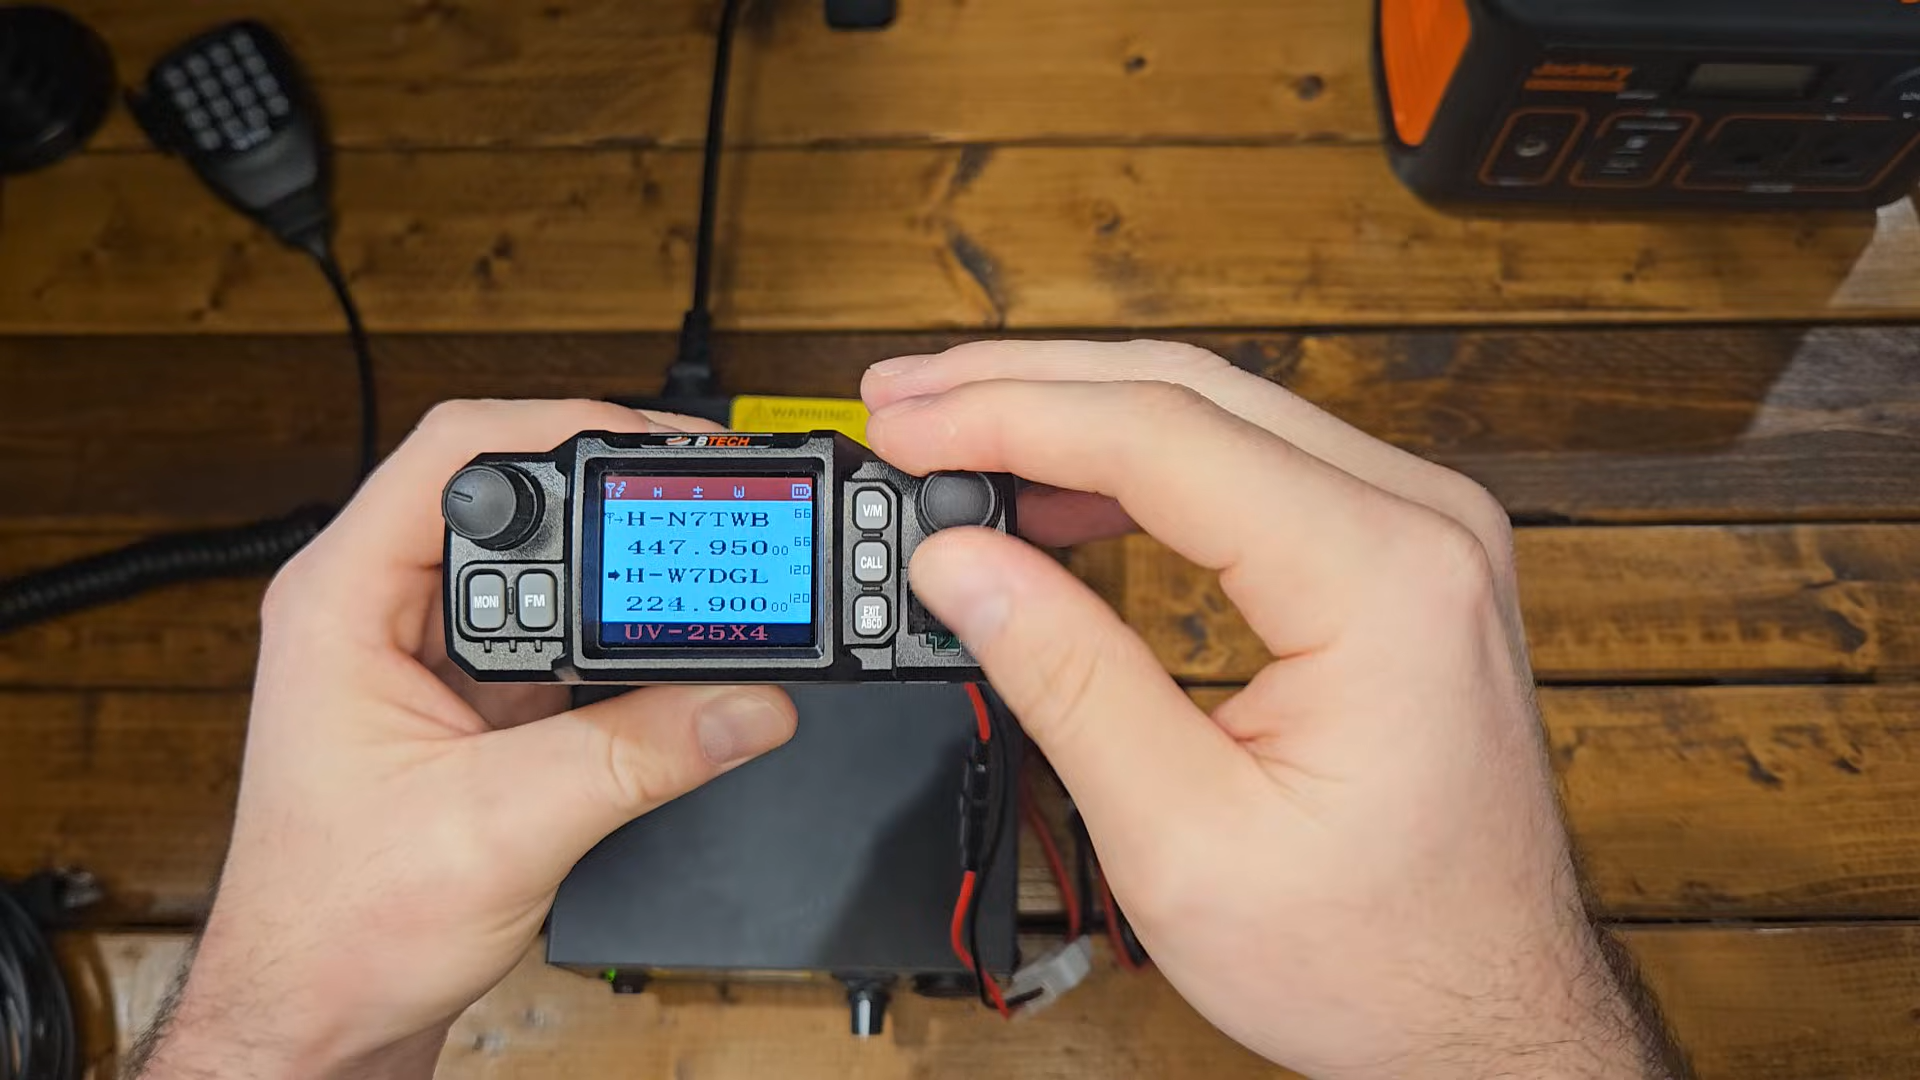 Jackery
WARNING!
BTECH
H ± W
H-N7TWB 66
447.95000 66
H-W7DGL 120
224.90000 120
UV-25X4
MONI
FM
V/M
CALL
EXIT
ABCD